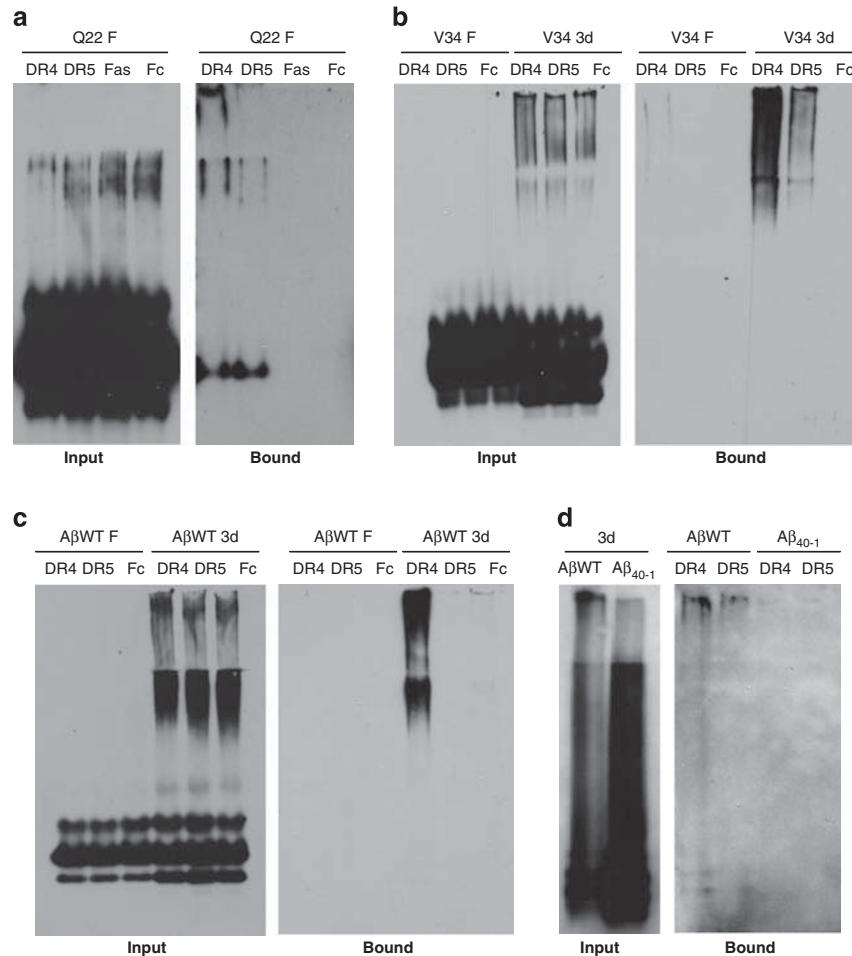 a
Q22 F Q22 F
DR4 DR5 Fas Fc DR4 DR5 Fas Fc
Input Bound
b
V34 F V34 3d V34 F V34 3d
DR4 DR5 Fc DR4 DR5 Fc DR4 DR5 Fc DR4 DR5 Fc
Input Bound
c
AβWT F AβWT 3d AβWT F AβWT 3d
DR4 DR5 Fc DR4 DR5 Fc DR4 DR5 Fc DR4 DR5 Fc
Input Bound
d
3d AβWT Aβ40-1
AβWT Aβ40-1 DR4 DR5 DR4 DR5
Input Bound